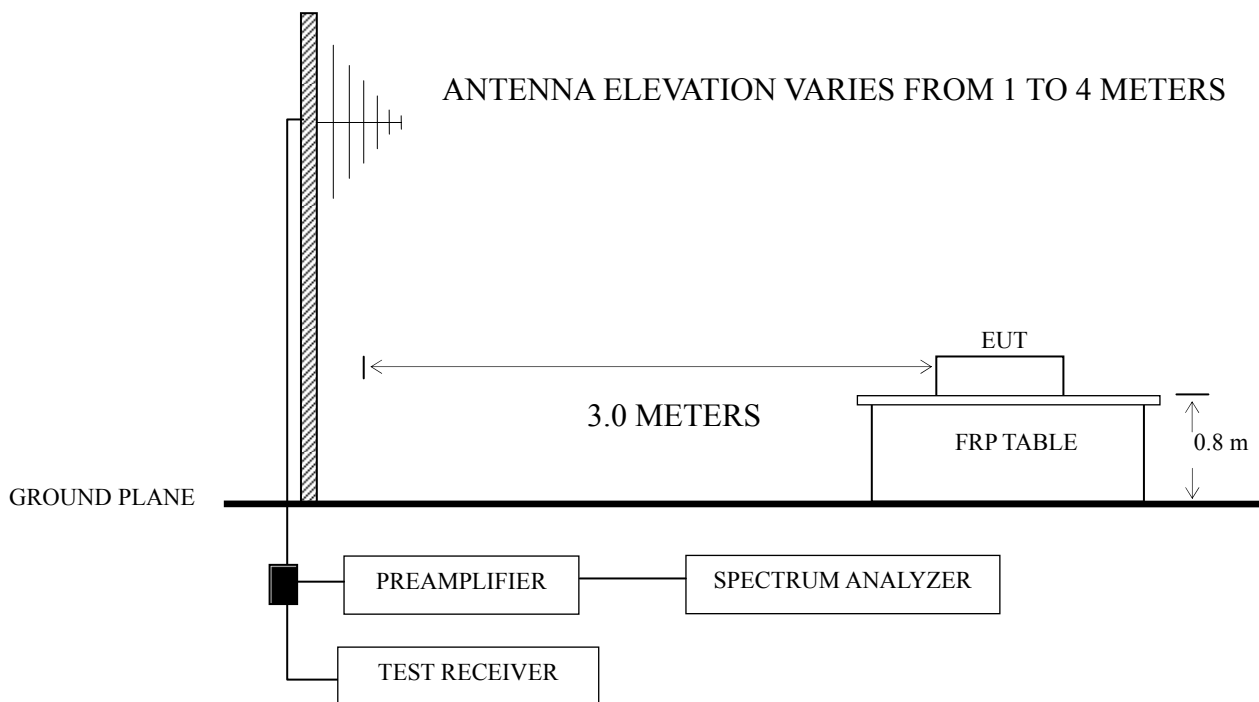 ANTENNA ELEVATION VARIES FROM 1 TO 4 METERS
EUT
3.0 METERS
FRP TABLE
0.8 m
GROUND PLANE
PREAMPLIFIER
SPECTRUM ANALYZER
TEST RECEIVER